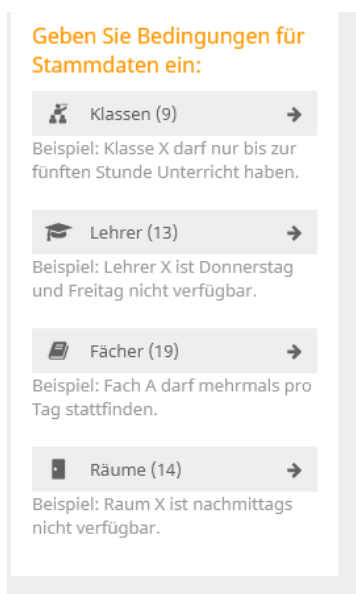 Geben Sie Bedingungen für
Stammdaten ein:
Klassen (9)
Beispiel: Klasse X darf nur bis zur
fünften Stunde Unterricht haben.
Lehrer (13)
Beispiel: Lehrer X ist Donnerstag
und Freitag nicht verfügbar.
Fächer (19)
Beispiel: Fach A darf mehrmals pro
Tag stattfinden.
Räume (14)
Beispiel: Raum X ist nachmittags
nicht verfügbar.